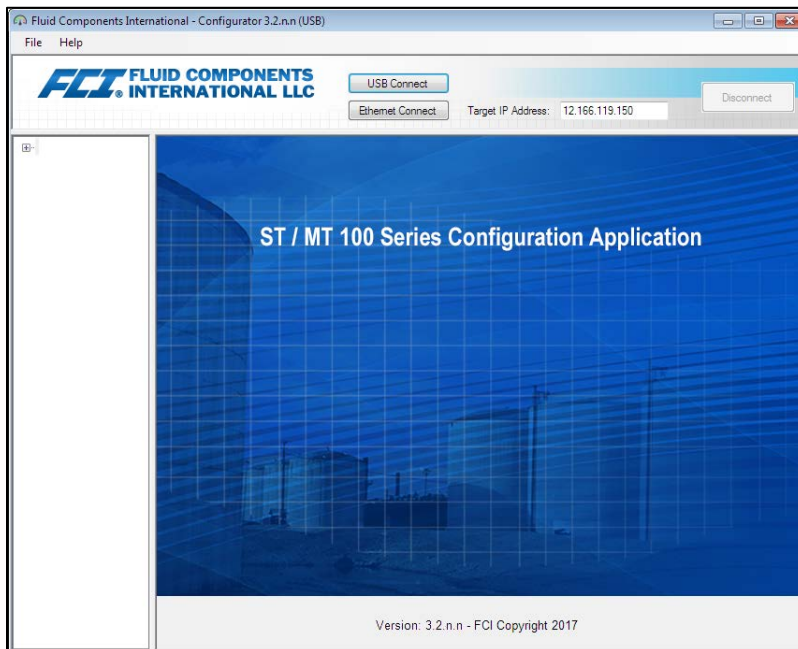 Fluid Components International - Configurator 3.2.n.n (USB)
File Help
FCI® FLUID COMPONENTS
INTERNATIONAL LLC
USB Connect
Ethernet Connect Target IP Address: 12.166.119.150
Disconnect
ST / MT 100 Series Configuration Application
Version: 3.2.n.n - FCI Copyright 2017